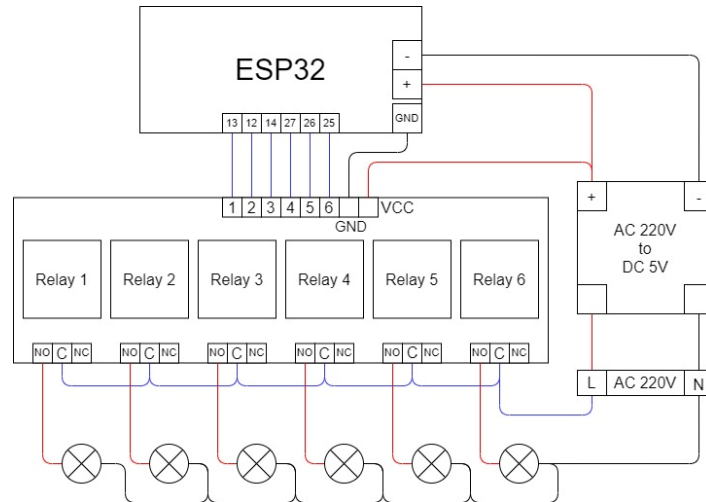 ESP32
-
+
GND
13 12 14 27 26 25
1 2 3 4 5 6 VCC
GND
+ -
AC 220V
to
DC 5V
Relay 1 Relay 2 Relay 3 Relay 4 Relay 5 Relay 6
NO C NC NO C NC NO C NC NO C NC NO C NC NO C NC
L AC 220V N